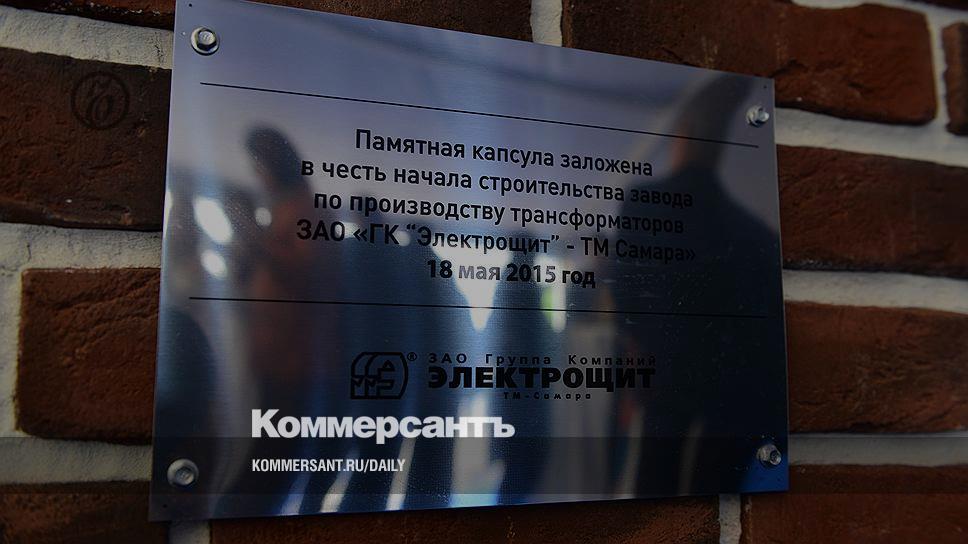 Памятная капсула заложена
в честь начала строительства завода
по производству трансформаторов
ЗАО «ГК “Электрощит” - ТМ Самара»
18 мая 2015 год
ЗАО Группа Компаний
ЭЛЕКТРОЩИТ
ТМ-Самара
®
Коммерсантъ
KOMMERSANT.RU/DAILY